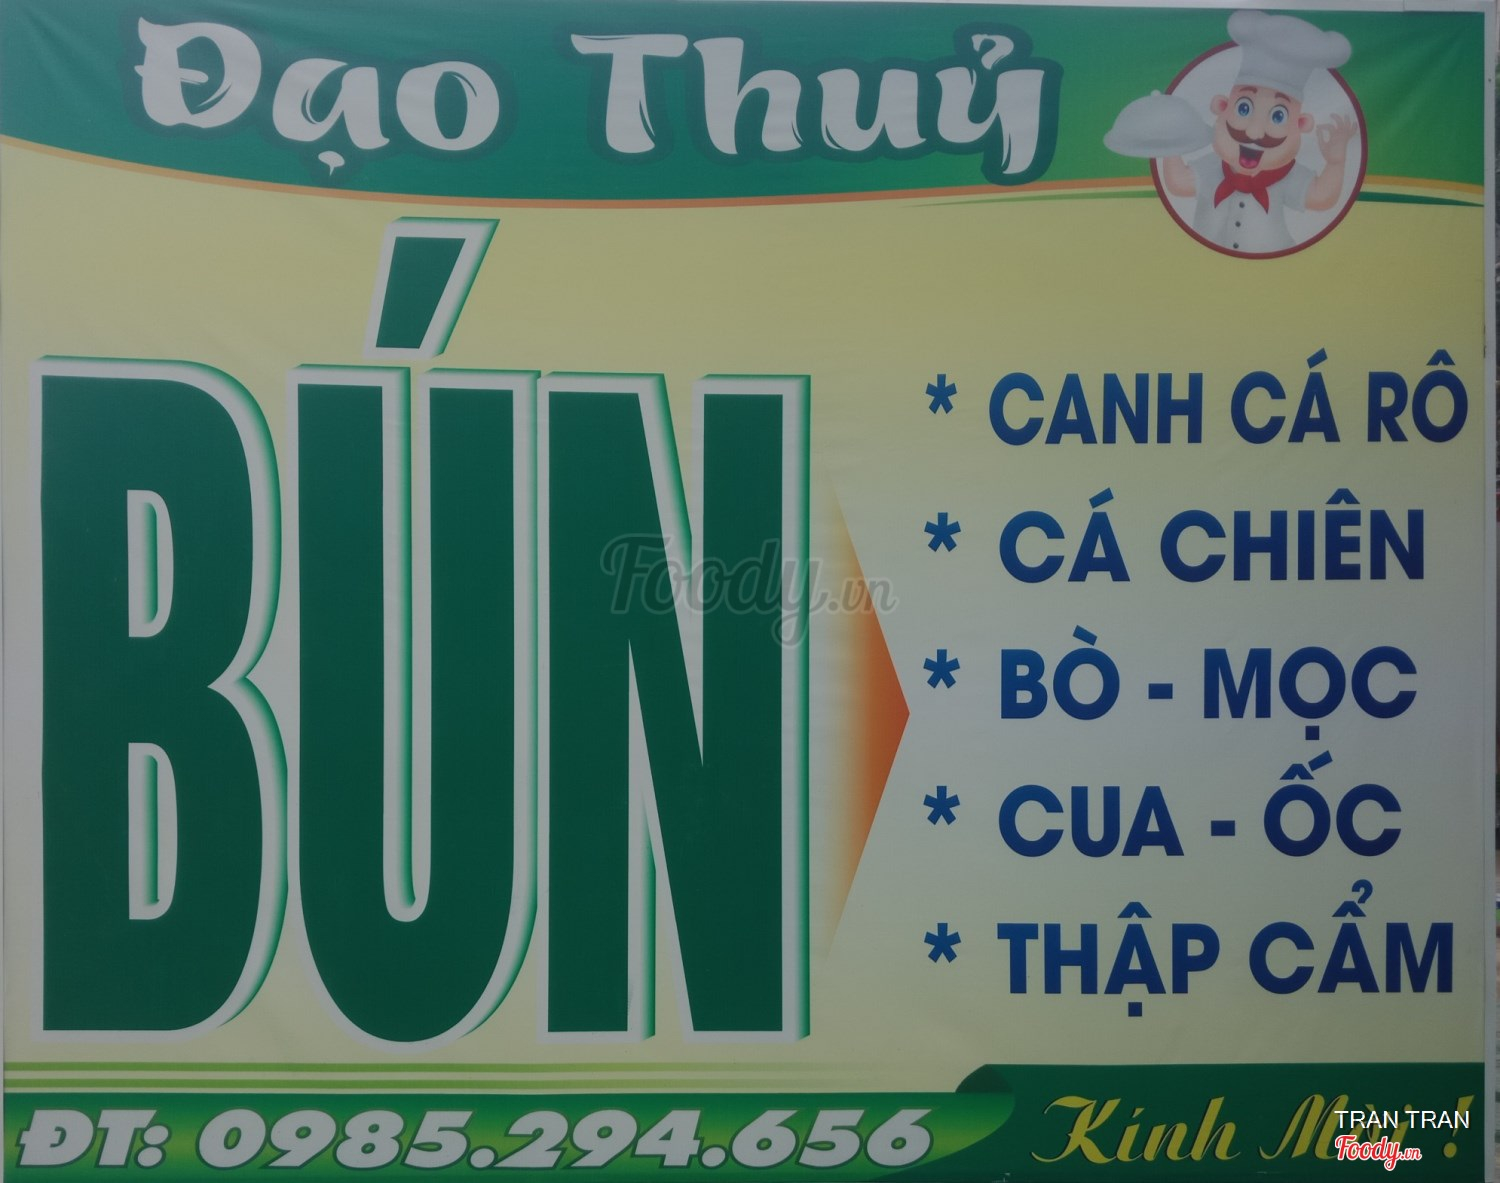 Đạo Thuỷ
BÚN
* CANH CÁ RÔ
* CÁ CHIÊN
* BÒ - MỌC
* CUA - ỐC
* THẬP CẨM
Foody.vn
ĐT: 0985.294.656
Kính !
TRAN TRAN
Foody.vn